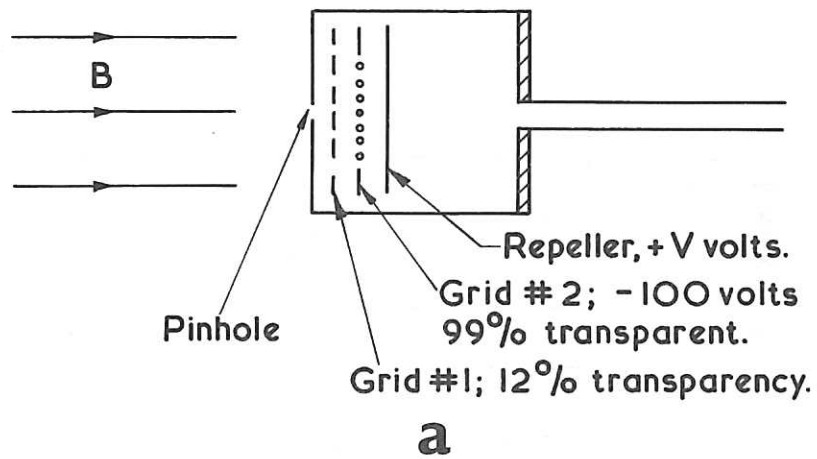 B
Repeller, + V volts.
Grid # 2; - 100 volts
99% transparent.
Pinhole
Grid #1; 12% transparency.
a